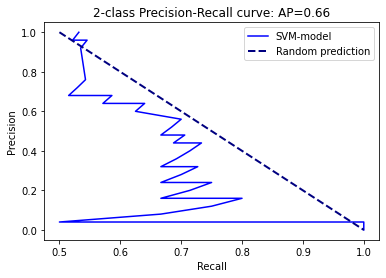 2-class Precision-Recall curve: AP=0.66
SVM-model
Random prediction
Precision
1.0
0.8
0.6
0.4
0.2
0.0
0.5
0.6
0.7
0.8
0.9
1.0
Recall